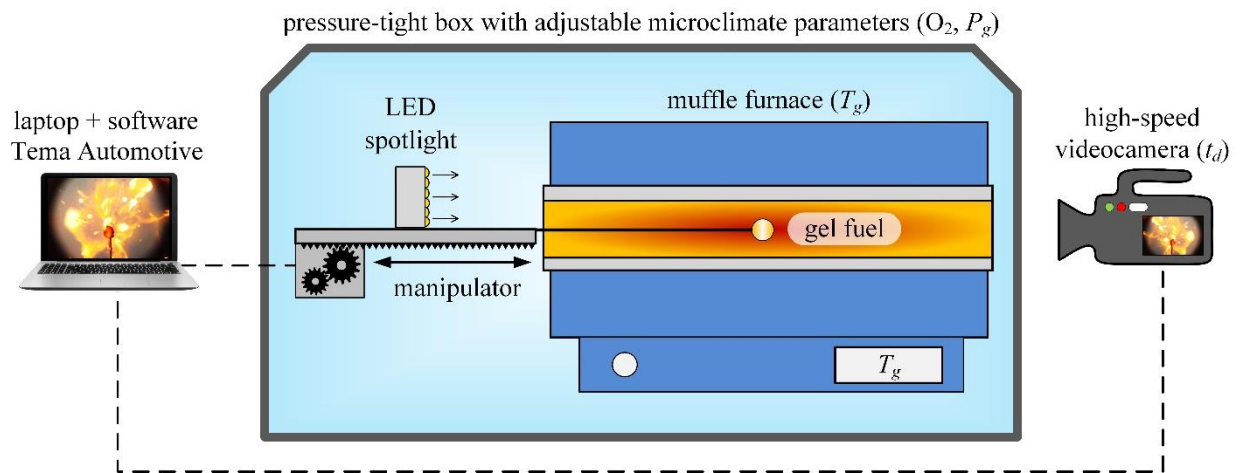 pressure-tight box with adjustable microclimate parameters (O₂, Pg)
laptop + software
Tema Automotive
LED
spotlight
muffle furnace (Tg)
high-speed
videocamera (td)
gel fuel
manipulator
Tg